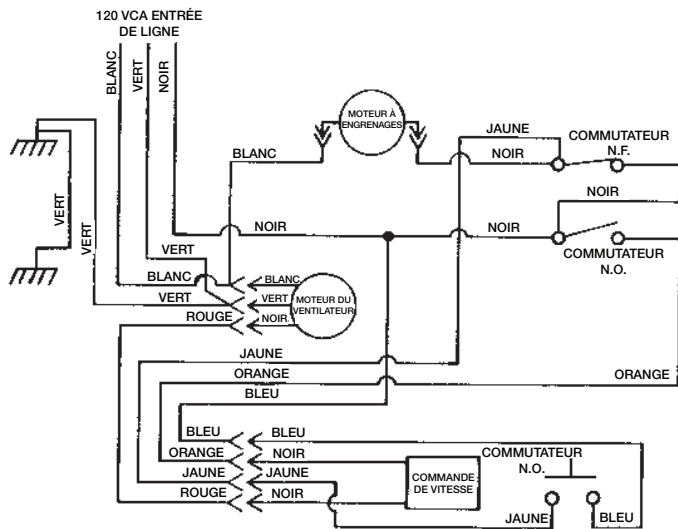 120 VCA ENTRÉE
DE LIGNE
BLANC
VERT
NOIR
MOTEUR À
ENGRENAGES
JAUNE
COMMUTATEUR
N.F.
BLANC
NOIR
NOIR
VERT
VERT
NOIR
NOIR
VERT
COMMUTATEUR
N.O.
BLANC
BLANC
VERT
VERT
MOTEUR DU
VENTILATEUR
ROUGE
NOIR
JAUNE
ORANGE
ORANGE
BLEU
BLEU
BLEU
ORANGE
NOIR
COMMUTATEUR
N.O.
JAUNE
JAUNE
COMMANDE
DE VITESSE
ROUGE
NOIR
JAUNE
BLEU